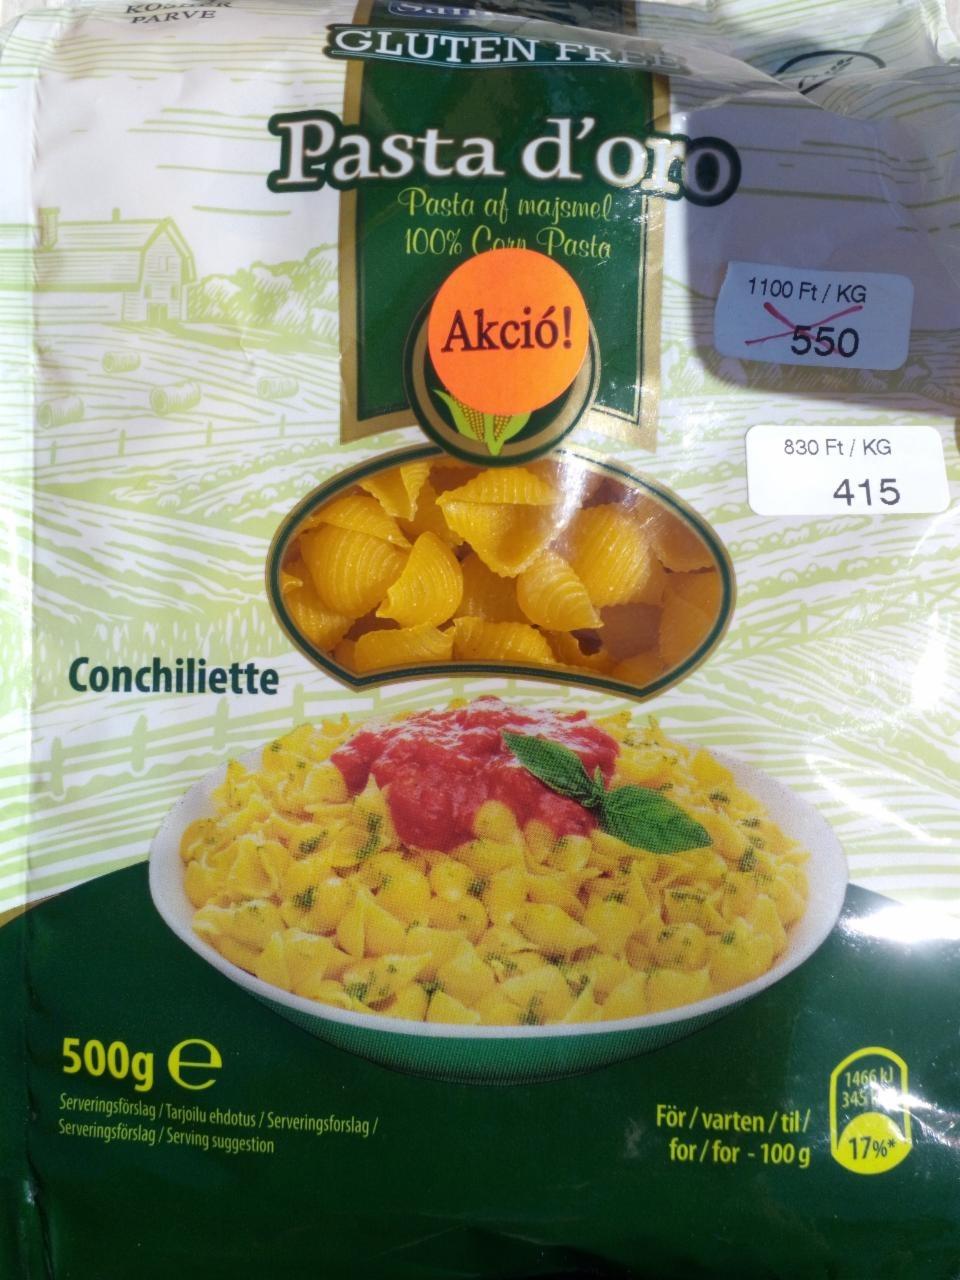 KOSHER
PARVE
GLUTEN FREE
Pasta d'oro
Pasta af majsmel
100% Corn Pasta
Akció!
1100 Ft / KG
550
830 Ft / KG
415
Conchiliette
500g ℮
Serveringsförslag / Tarjoilu ehdotus / Serveringsforslag /
Serveringsförslag / Serving suggestion
För / varten / til /
for / for - 100 g
1466 kJ
345
17%*